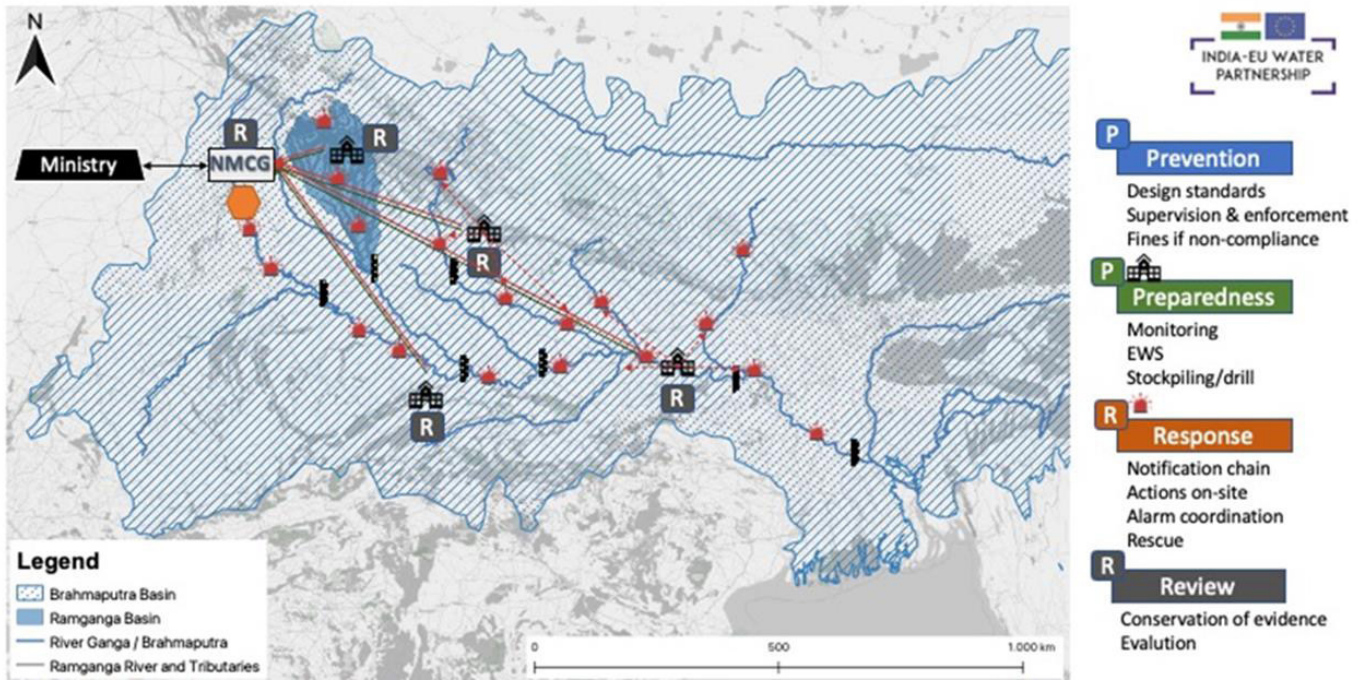 N
R
R
Ministry
NMCG
R
R
R
Legend
Brahmaputra Basin
Ramganga Basin
River Ganga / Brahmaputra
Ramganga River and Tributaries
0
500
1.000 km
INDIA-EU WATER
PARTNERSHIP
P
Prevention
Design standards
Supervision & enforcement
Fines if non-compliance
P
Preparedness
Monitoring
EWS
Stockpiling/drill
R
Response
Notification chain
Actions on-site
Alarm coordination
Rescue
R
Review
Conservation of evidence
Evalution